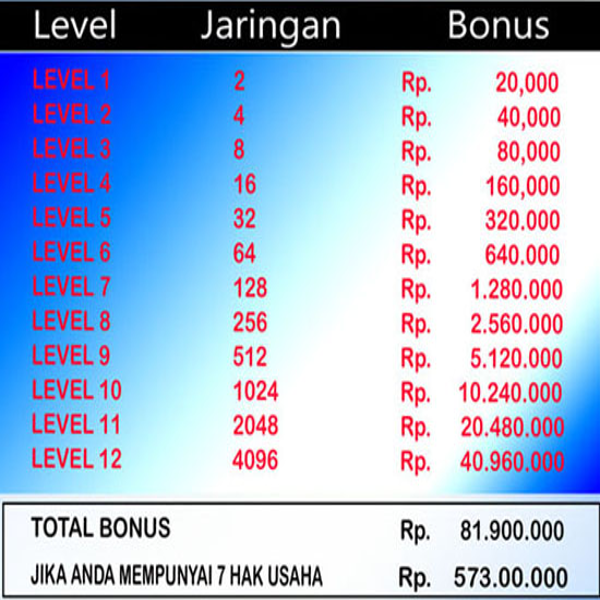 Level Jaringan Bonus
LEVEL 1 2 Rp. 20,000
LEVEL 2 4 Rp. 40,000
LEVEL 3 8 Rp. 80,000
LEVEL 4 16 Rp. 160,000
LEVEL 5 32 Rp. 320.000
LEVEL 6 64 Rp. 640.000
LEVEL 7 128 Rp. 1.280.000
LEVEL 8 256 Rp. 2.560.000
LEVEL 9 512 Rp. 5.120.000
LEVEL 10 1024 Rp. 10.240.000
LEVEL 11 2048 Rp. 20.480.000
LEVEL 12 4096 Rp. 40.960.000
TOTAL BONUS Rp. 81.900.000
JIKA ANDA MEMPUNYAI 7 HAK USAHA Rp. 573.00.000